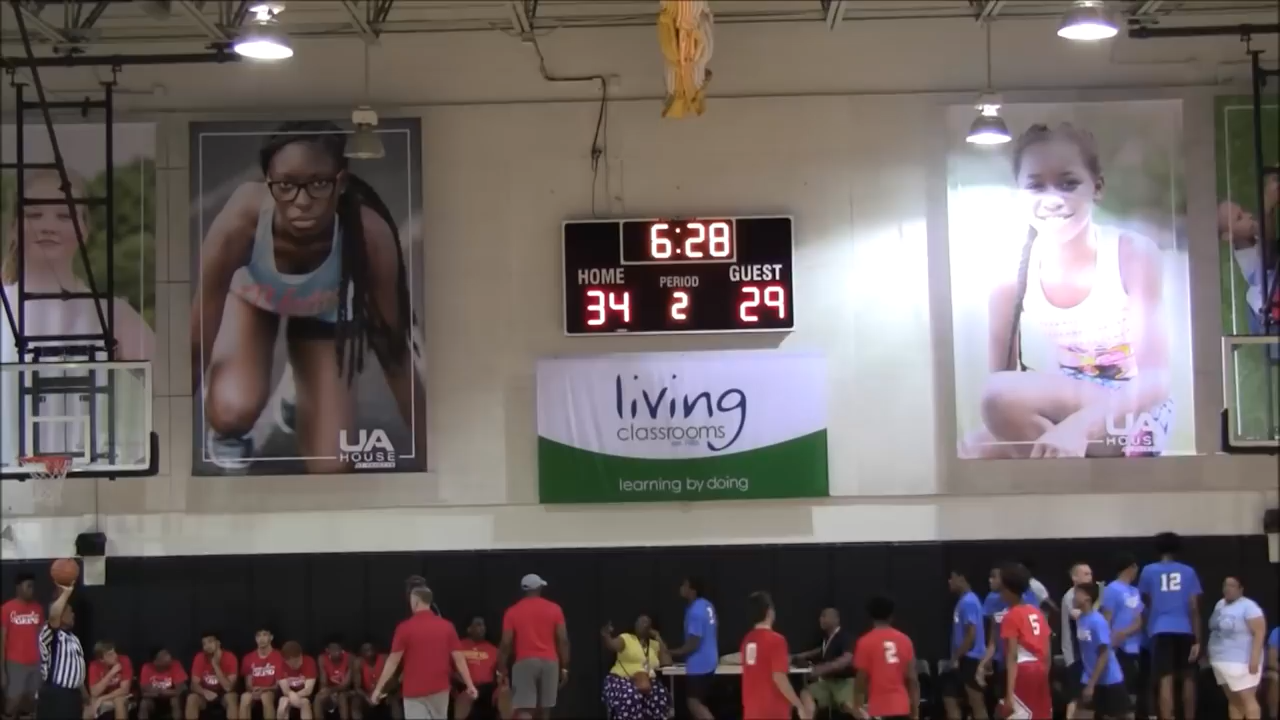 6:28
HOME
PERIOD
GUEST
34
2
29
living
classrooms
learning by doing
UA
HOUSE
UA
HOUSE
12
5
0
2